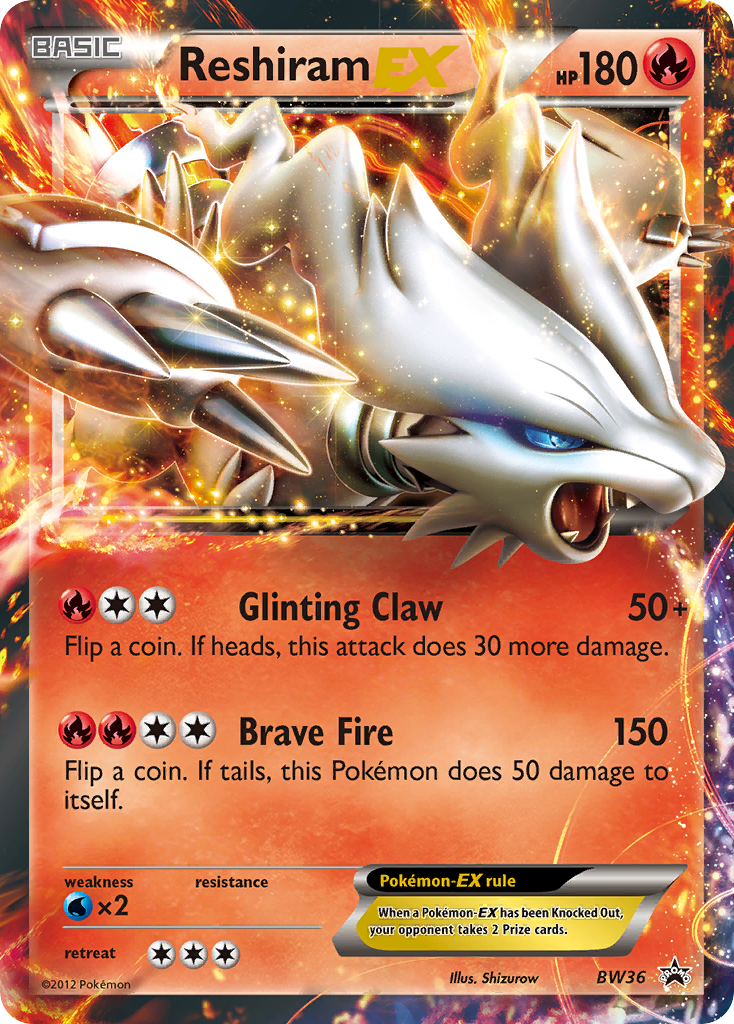 BASIC
Reshiram EX HP180
Glinting Claw 50+
Flip a coin. If heads, this attack does 30 more damage.
Brave Fire 150
Flip a coin. If tails, this Pokémon does 50 damage to
itself.
weakness resistance
×2
retreat
Pokémon-EX rule
When a Pokémon-EX has been Knocked Out,
your opponent takes 2 Prize cards.
©2012 Pokémon Illus. Shizurow BW36 PROMO